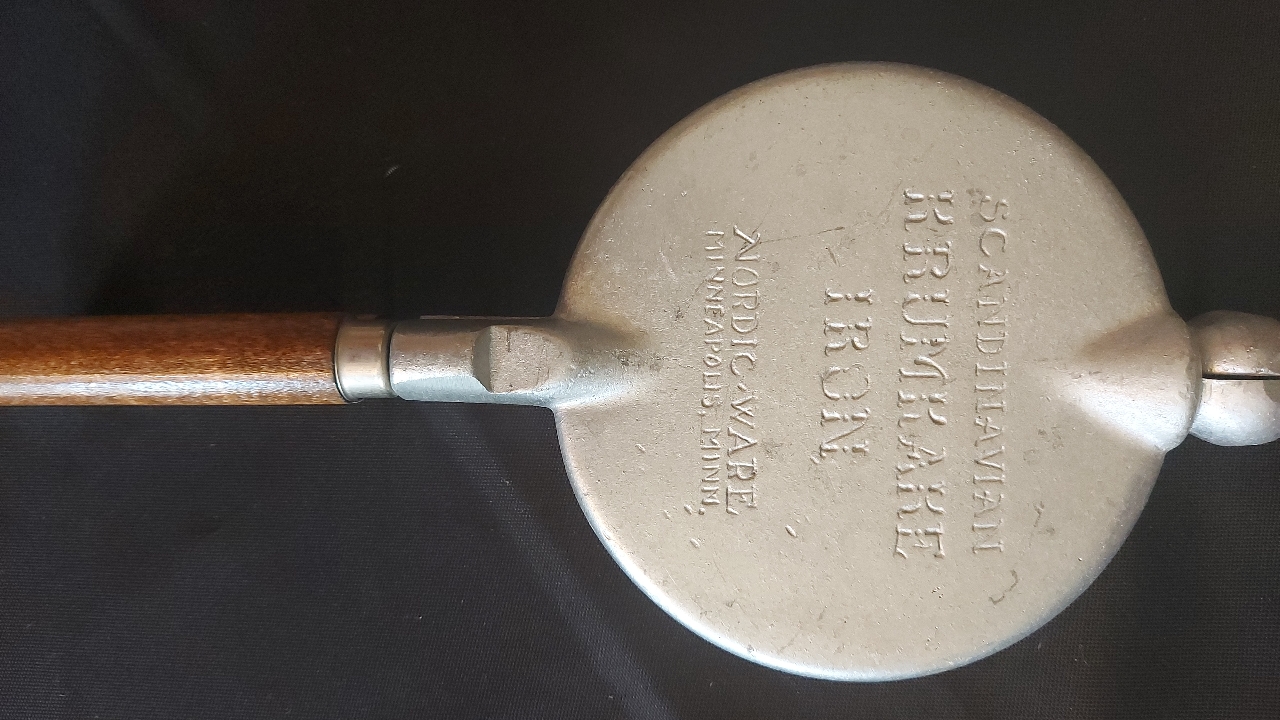 SCANDINAVIAN
KRUMKAKE
IRON
NORDIC-WARE
MINNEAPOLIS, MINN.